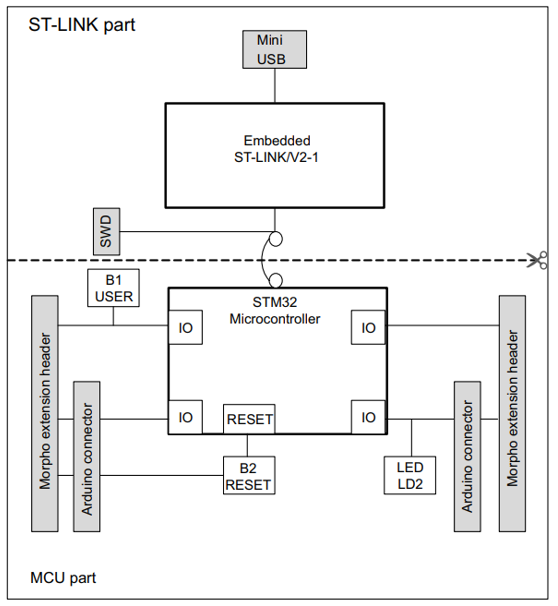 ST-LINK part
Mini
USB
Embedded
ST-LINK/V2-1
SWD
B1
USER
STM32
Microcontroller
IO
IO
Morpho extension header
Arduino connector
IO
RESET
IO
Arduino connector
Morpho extension header
B2
RESET
LED
LD2
MCU part